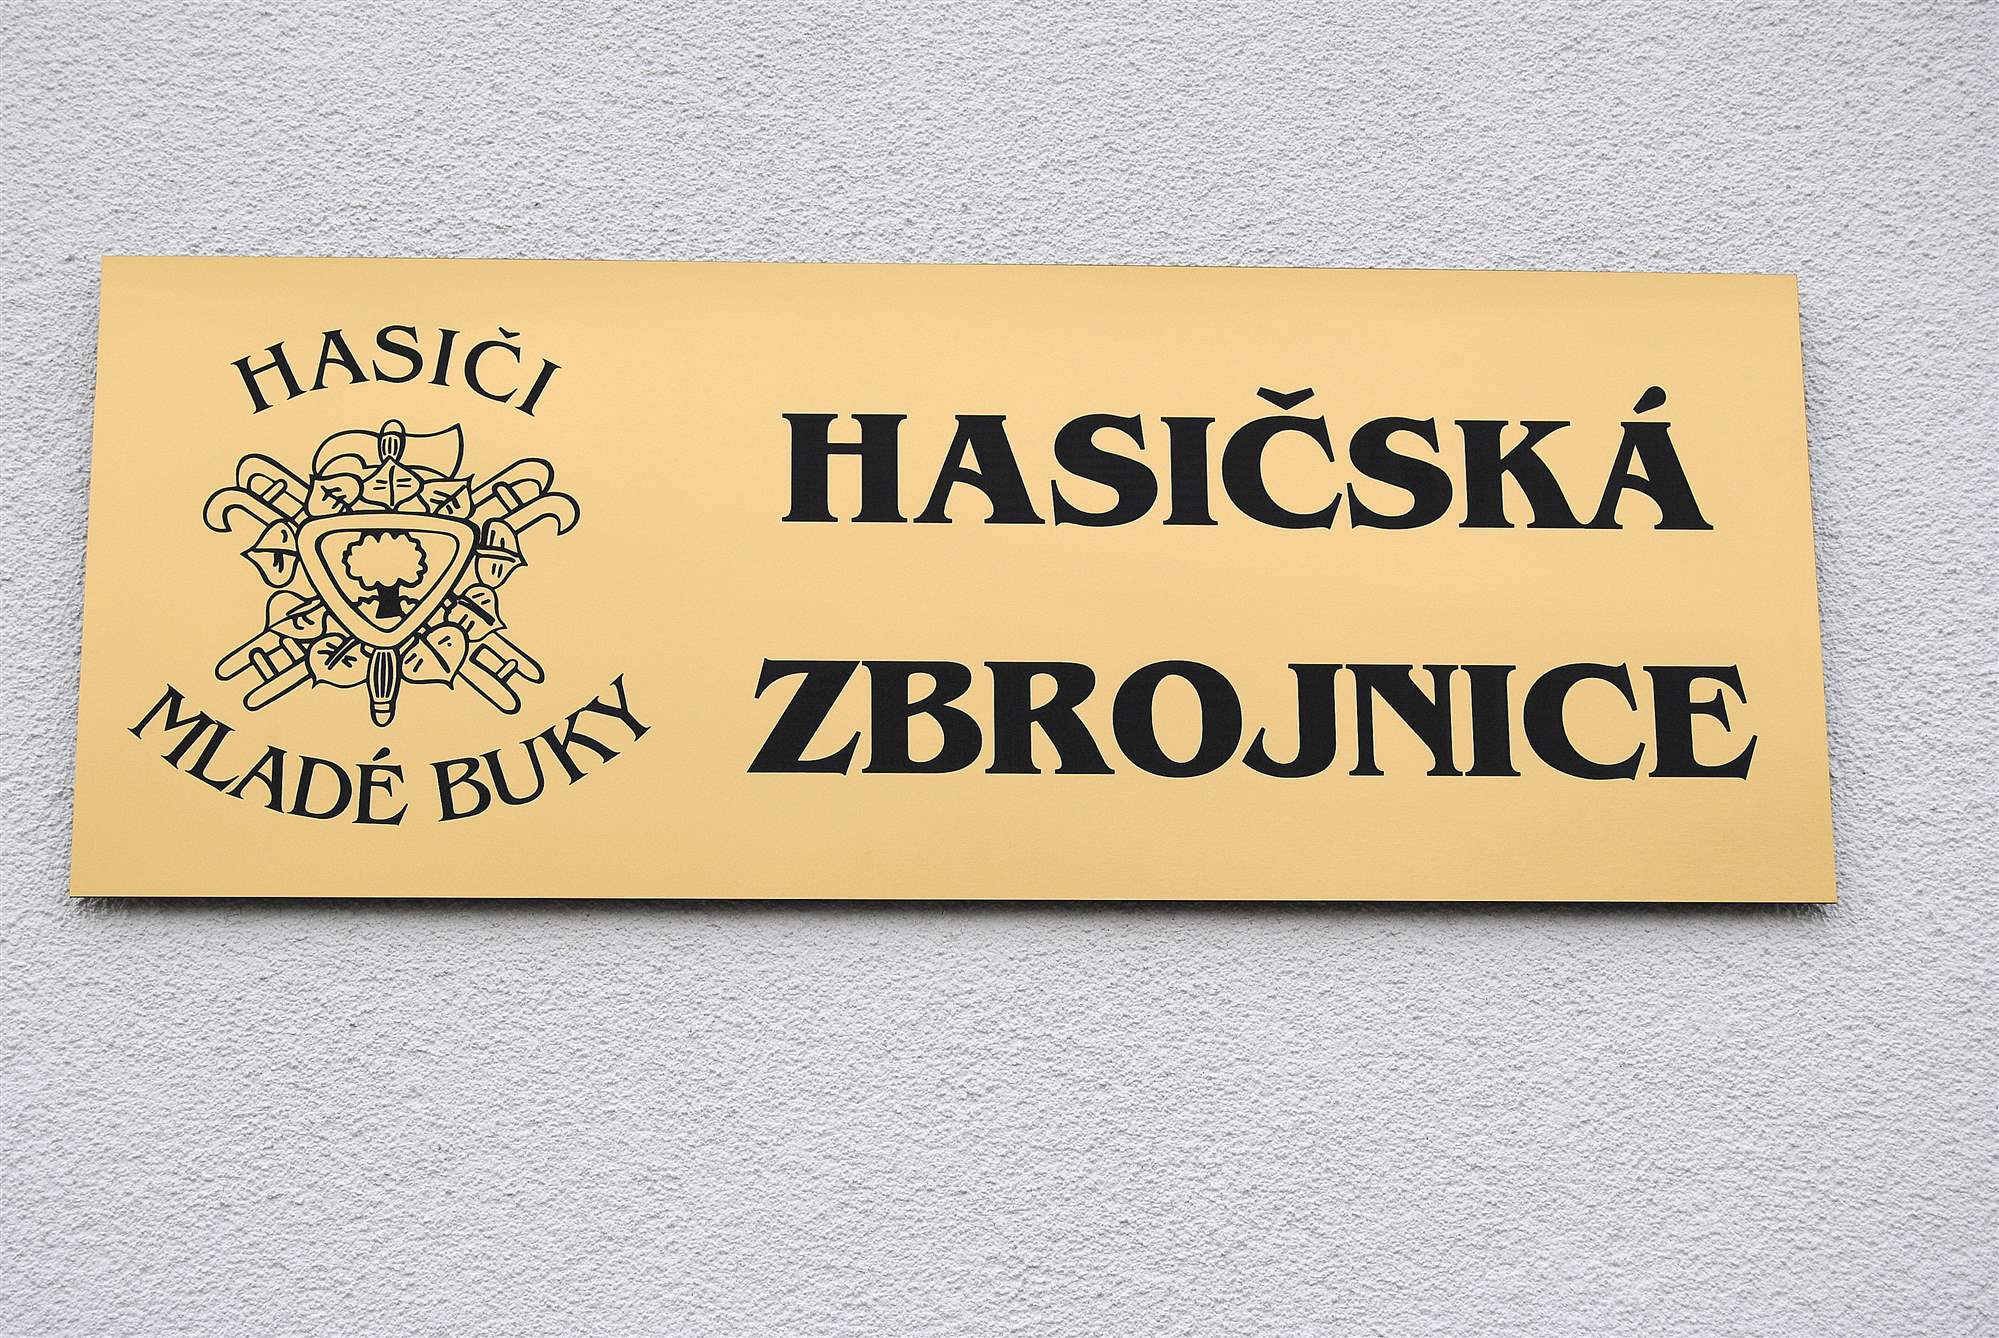 HASIČI
MLADÉ BUKY
HASIČSKÁ
ZBROJNICE